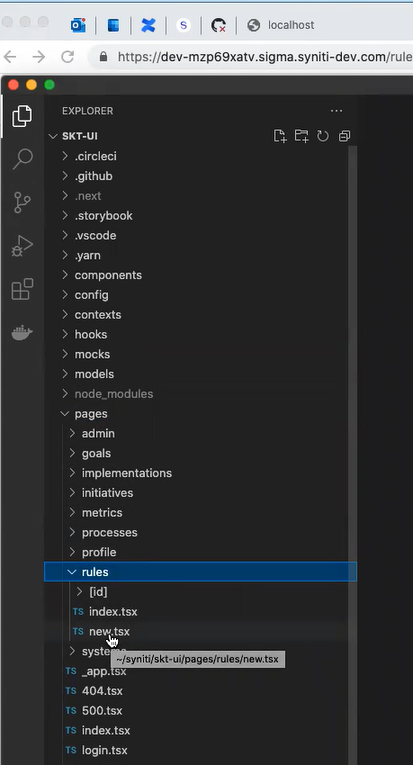 S
localhost
https://dev-mzp69xatv.sigma.syniti-dev.com/rule
EXPLORER
SKT-UI
.circleci
.github
.next
.storybook
.vscode
.yarn
components
config
contexts
hooks
mocks
models
node_modules
pages
admin
goals
implementations
initiatives
metrics
processes
profile
rules
[id]
TS index.tsx
TS new.tsx
systems
~/syniti/skt-ui/pages/rules/new.tsx
TS _app.tsx
TS 404.tsx
TS 500.tsx
TS index.tsx
TS login.tsx